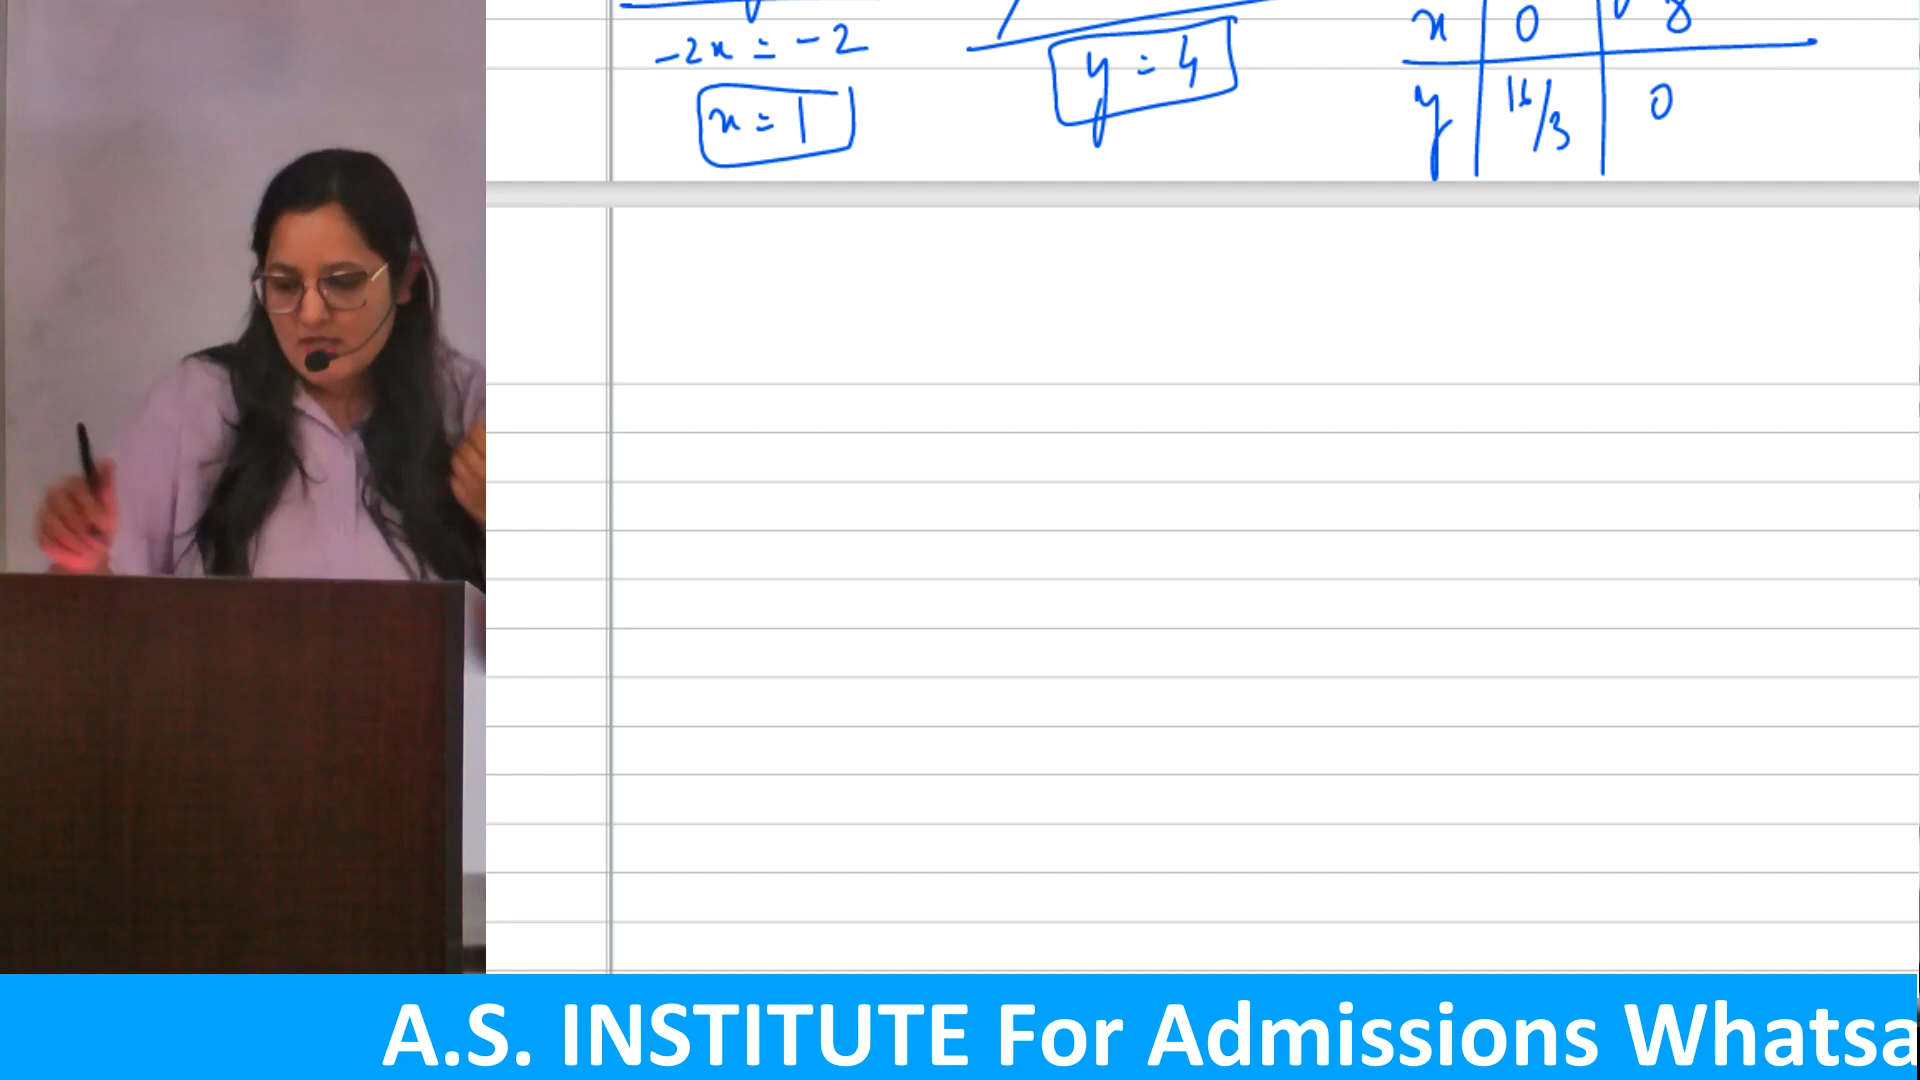 -2x = -2
x = 1
y = 4
x | 0 | 8
y | 16/3 | 0
A.S. INSTITUTE For Admissions Whatsa